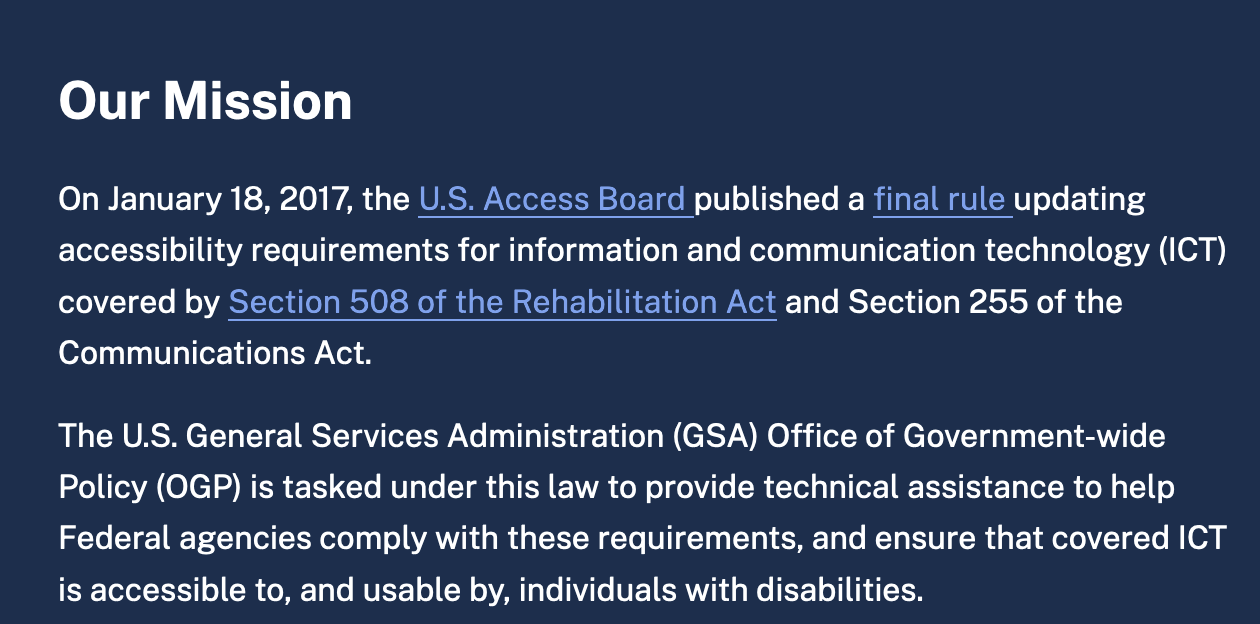 Our Mission
On January 18, 2017, the U.S. Access Board published a final rule updating
accessibility requirements for information and communication technology (ICT)
covered by Section 508 of the Rehabilitation Act and Section 255 of the
Communications Act.
The U.S. General Services Administration (GSA) Office of Government-wide
Policy (OGP) is tasked under this law to provide technical assistance to help
Federal agencies comply with these requirements, and ensure that covered ICT
is accessible to, and usable by, individuals with disabilities.